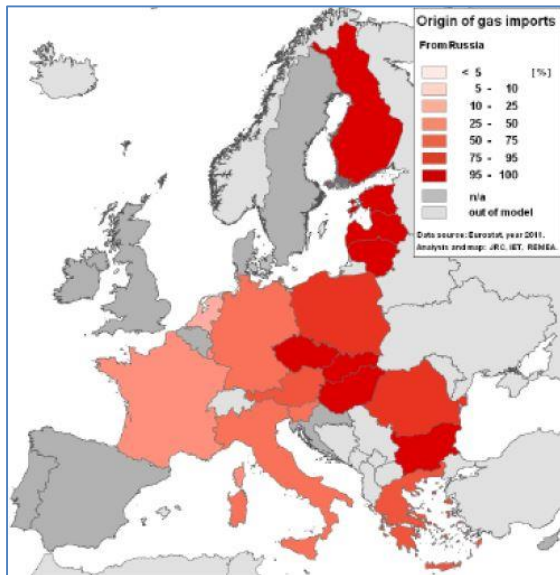 Origin of gas imports
From Russia
< 5 [%]
5 - 10
10 - 25
25 - 50
50 - 75
75 - 95
95 - 100
n/a
out of model
Data source: Eurostat, year 2011.
Analysis and map: JRC, IET, REMEA.